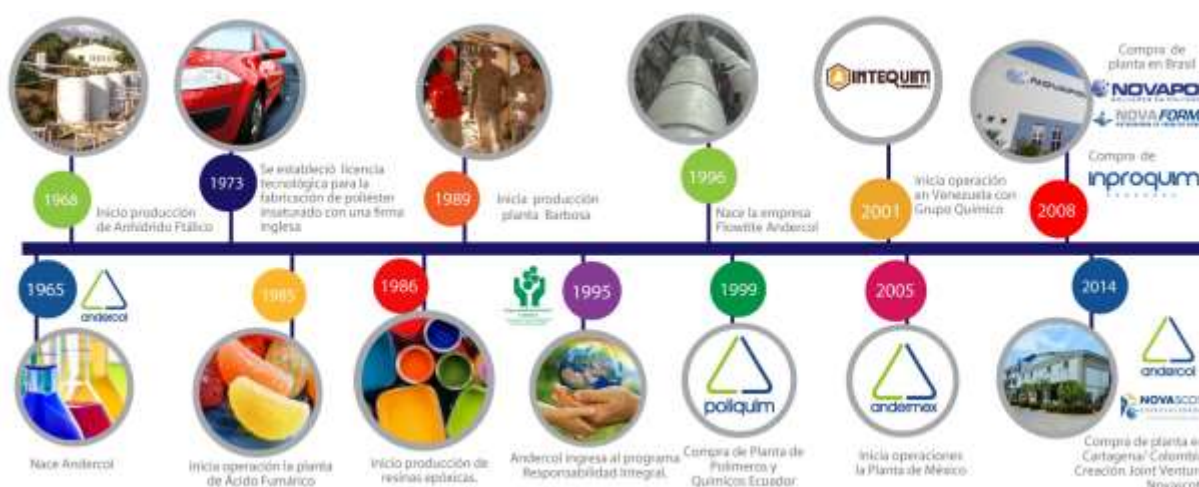 INTEQUIM
Compra de
planta en Brasil
NOVAPOL
NOVAFORM
Compra de
inproquim
1968
Inicio producción
de Anhídrido Ftálico
1973
Se estableció licencia
tecnológica para la
fabricación de poliéster
insaturado con una firma
inglesa
1989
Inicia producción
planta Barbosa
1996
Nace la empresa
Flowtite Andercol
2001
Inicia operación
en Venezuela con
Grupo Químico
2008
1965
andercol
Nace Andercol
1985
Inicia operación la planta
de Ácido Fumárico
1986
Inicio producción de
resinas epóxicas.
1995
Andercol ingresa al programa
Responsabilidad Integral.
1999
poliquim
Compra de Planta de
Polímeros y
Químicos Ecuador
2005
andermex
Inicia operaciones
la Planta de México
2014
andercol
NOVASCO
Compra de planta e
Cartagena/ Colombi
Creación Joint Ventur
Novascot